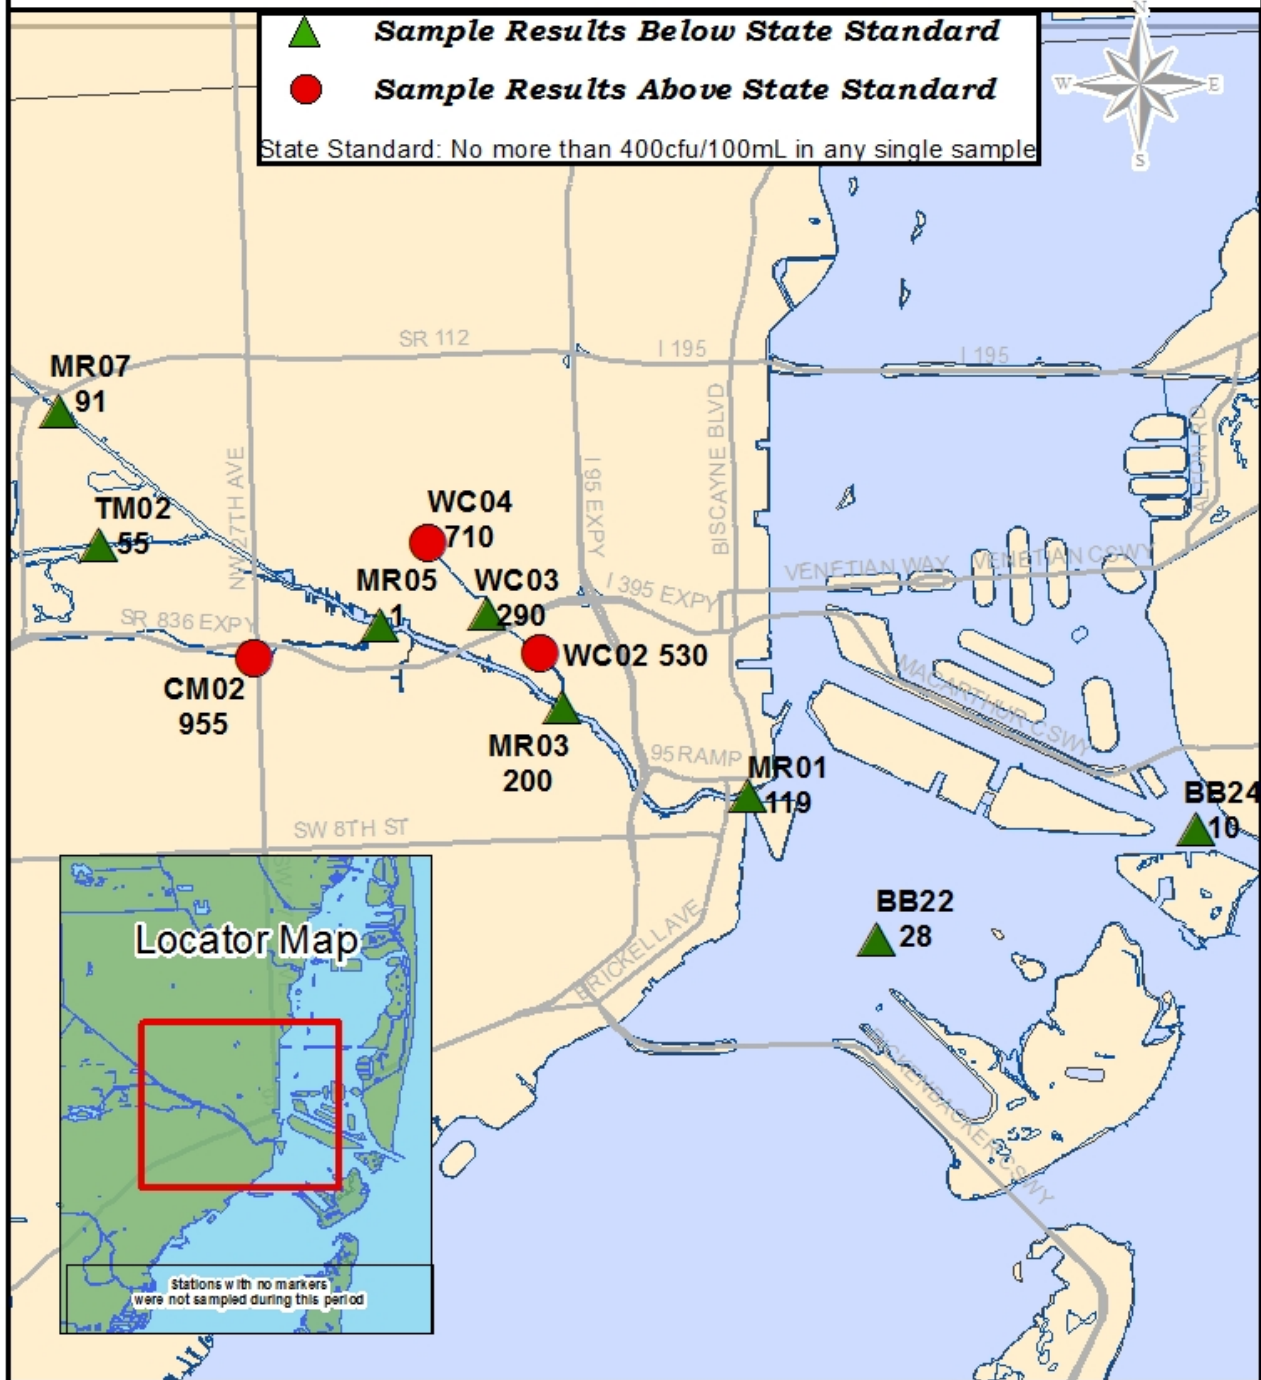 Sample Results Below State Standard
Sample Results Above State Standard
State Standard: No more than 400cfu/100mL in any single sample
N
W
E
S
SR 112
I 195
I 195
MR07
91
NW 27TH AVE
I 95 EXPY
BISCAYNE BLVD
ALTON RD
TM02
55
WC04
710
MR05
1
WC03
290
I 395 EXPY
VENETIAN WAY
VENETIAN CSWY
SR 836 EXPY
CM02
955
WC02 530
MACARTHUR CSWY
MR03
200
95 RAMP
MR01
119
BB24
10
SW 8TH ST
BB22
28
BRICKELL AVE
RICKENBACKER CSWY
Locator Map
Stations with no markers
were not sampled during this period